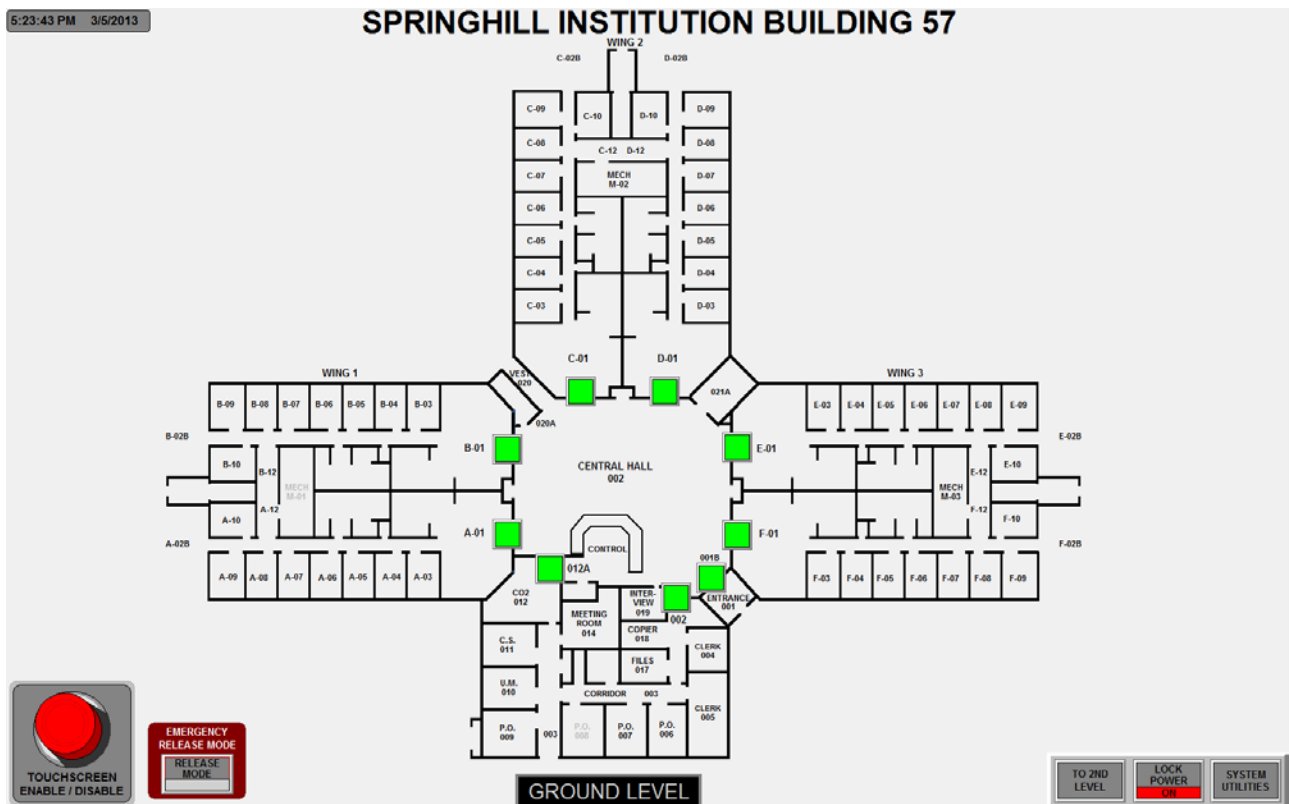 5:23:43 PM 3/5/2013
SPRINGHILL INSTITUTION BUILDING 57
WING 2
C-02B
D-02B
C-09
C-10
D-10
D-09
C-08
D-08
C-12 D-12
C-07
MECH
M-02
D-07
C-06
D-06
C-05
D-05
C-04
D-04
C-03
D-03
C-01
D-01
WING 1
VEST
020
021A
WING 3
B-09
B-08
B-07
B-06
B-05
B-04
B-03
E-03
E-04
E-05
E-06
E-07
E-08
E-09
020A
B-02B
E-02B
B-01
E-01
B-10
B-12
E-12
E-10
CENTRAL HALL
002
MECH
M-01
MECH
M-03
A-12
F-12
A-10
F-10
A-01
F-01
A-02B
F-02B
CONTROL
001B
012A
A-09
A-08
A-07
A-06
A-05
A-04
A-03
F-03
F-04
F-05
F-06
F-07
F-08
F-09
CO2
012
INTER-
VIEW
019
ENTRANCE
001
002
MEETING
ROOM
014
COPIER
018
C.S.
011
CLERK
004
FILES
017
U.M.
010
CORRIDOR 003
CLERK
005
P.O.
009
003
P.O.
008
P.O.
007
P.O.
006
TOUCHSCREEN
ENABLE / DISABLE
EMERGENCY
RELEASE MODE
RELEASE
MODE
GROUND LEVEL
TO 2ND
LEVEL
LOCK
POWER
ON
SYSTEM
UTILITIES